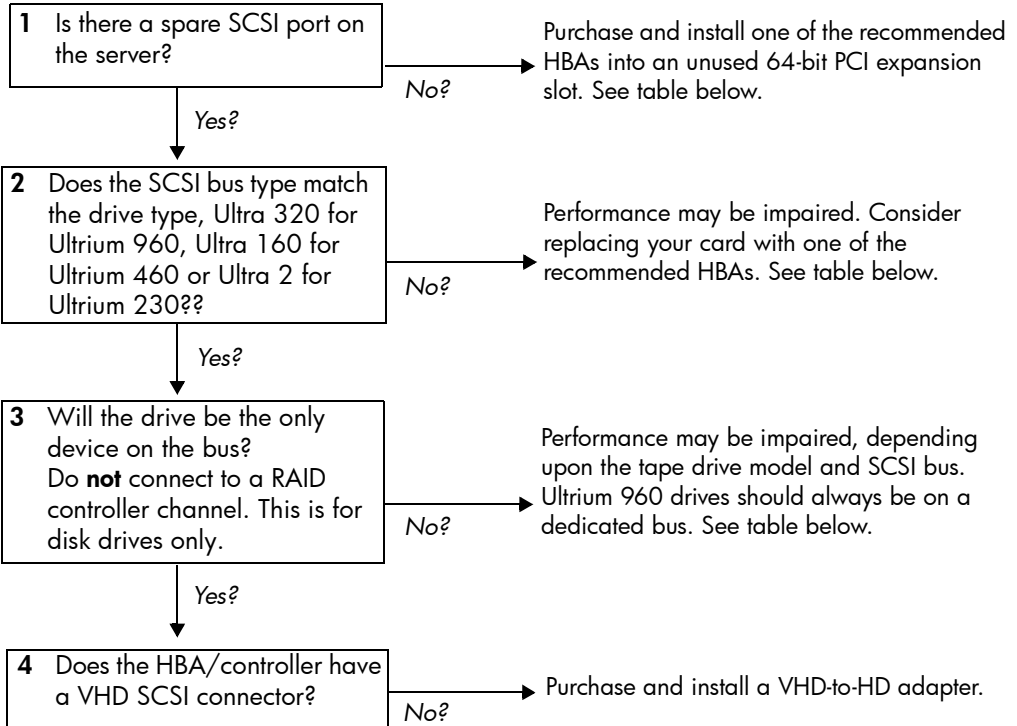 1 Is there a spare SCSI port on
the server?
No?
Purchase and install one of the recommended
HBAs into an unused 64-bit PCI expansion
slot. See table below.
Yes?
2 Does the SCSI bus type match
the drive type, Ultra 320 for
Ultrium 960, Ultra 160 for
Ultrium 460 or Ultra 2 for
Ultrium 230??
No?
Performance may be impaired. Consider
replacing your card with one of the
recommended HBAs. See table below.
Yes?
3 Will the drive be the only
device on the bus?
Do not connect to a RAID
controller channel. This is for
disk drives only.
No?
Performance may be impaired, depending
upon the tape drive model and SCSI bus.
Ultrium 960 drives should always be on a
dedicated bus. See table below.
Yes?
4 Does the HBA/controller have
a VHD SCSI connector?
No?
Purchase and install a VHD-to-HD adapter.